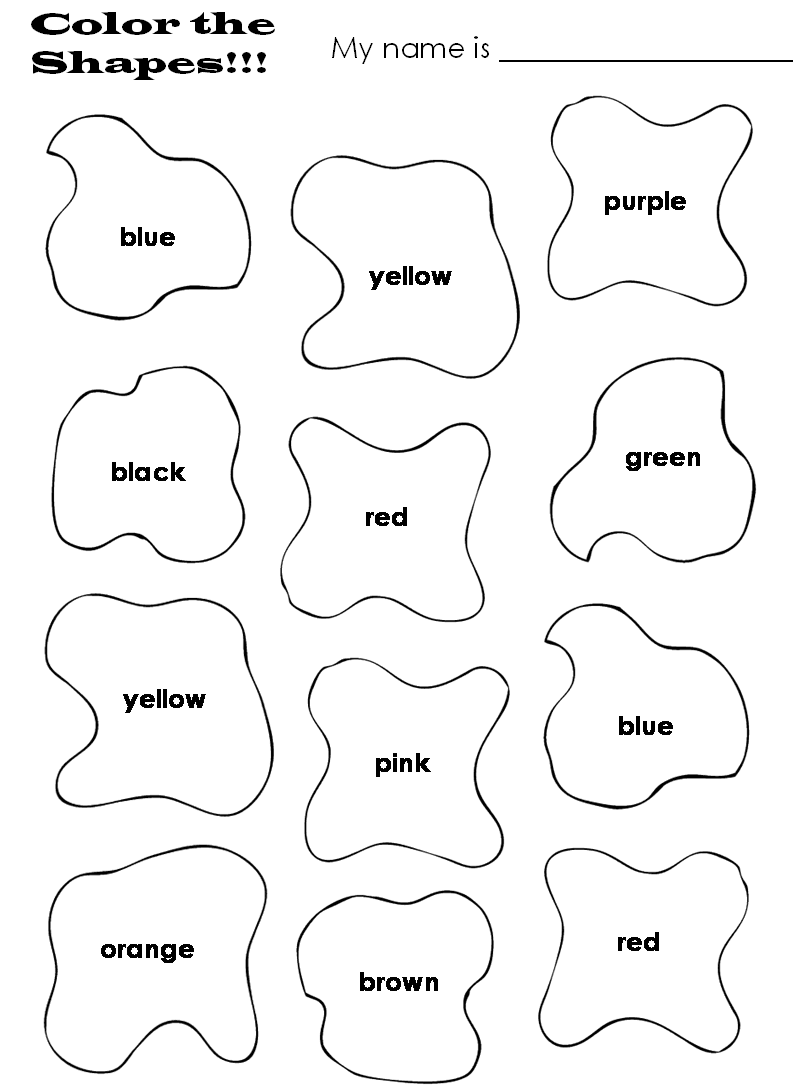 Color the
Shapes!!!
My name is
blue
yellow
purple
black
red
green
yellow
pink
blue
orange
brown
red